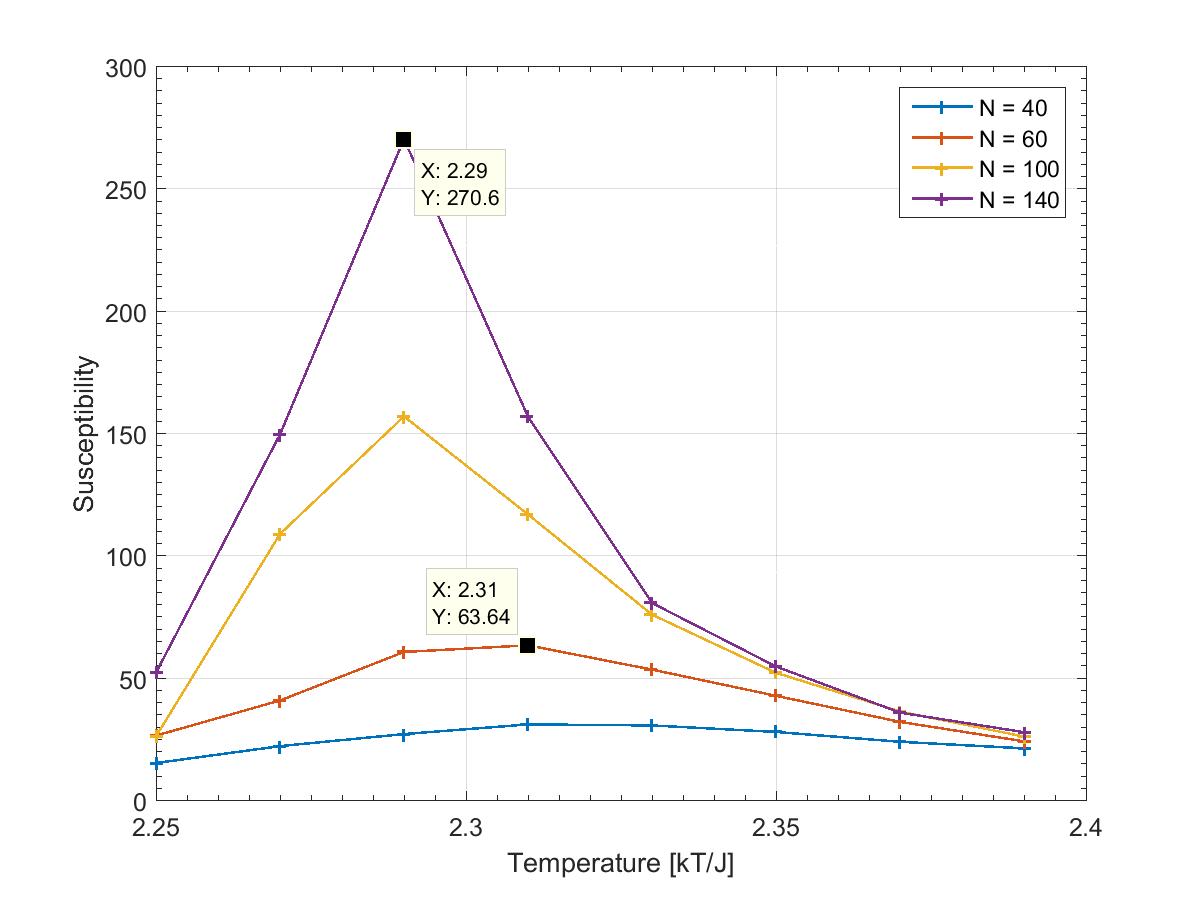 300
250
200
150
100
50
0
2.25
2.3
2.35
2.4
Susceptibility
Temperature [kT/J]
X: 2.29
Y: 270.6
X: 2.31
Y: 63.64
N = 40
N = 60
N = 100
N = 140